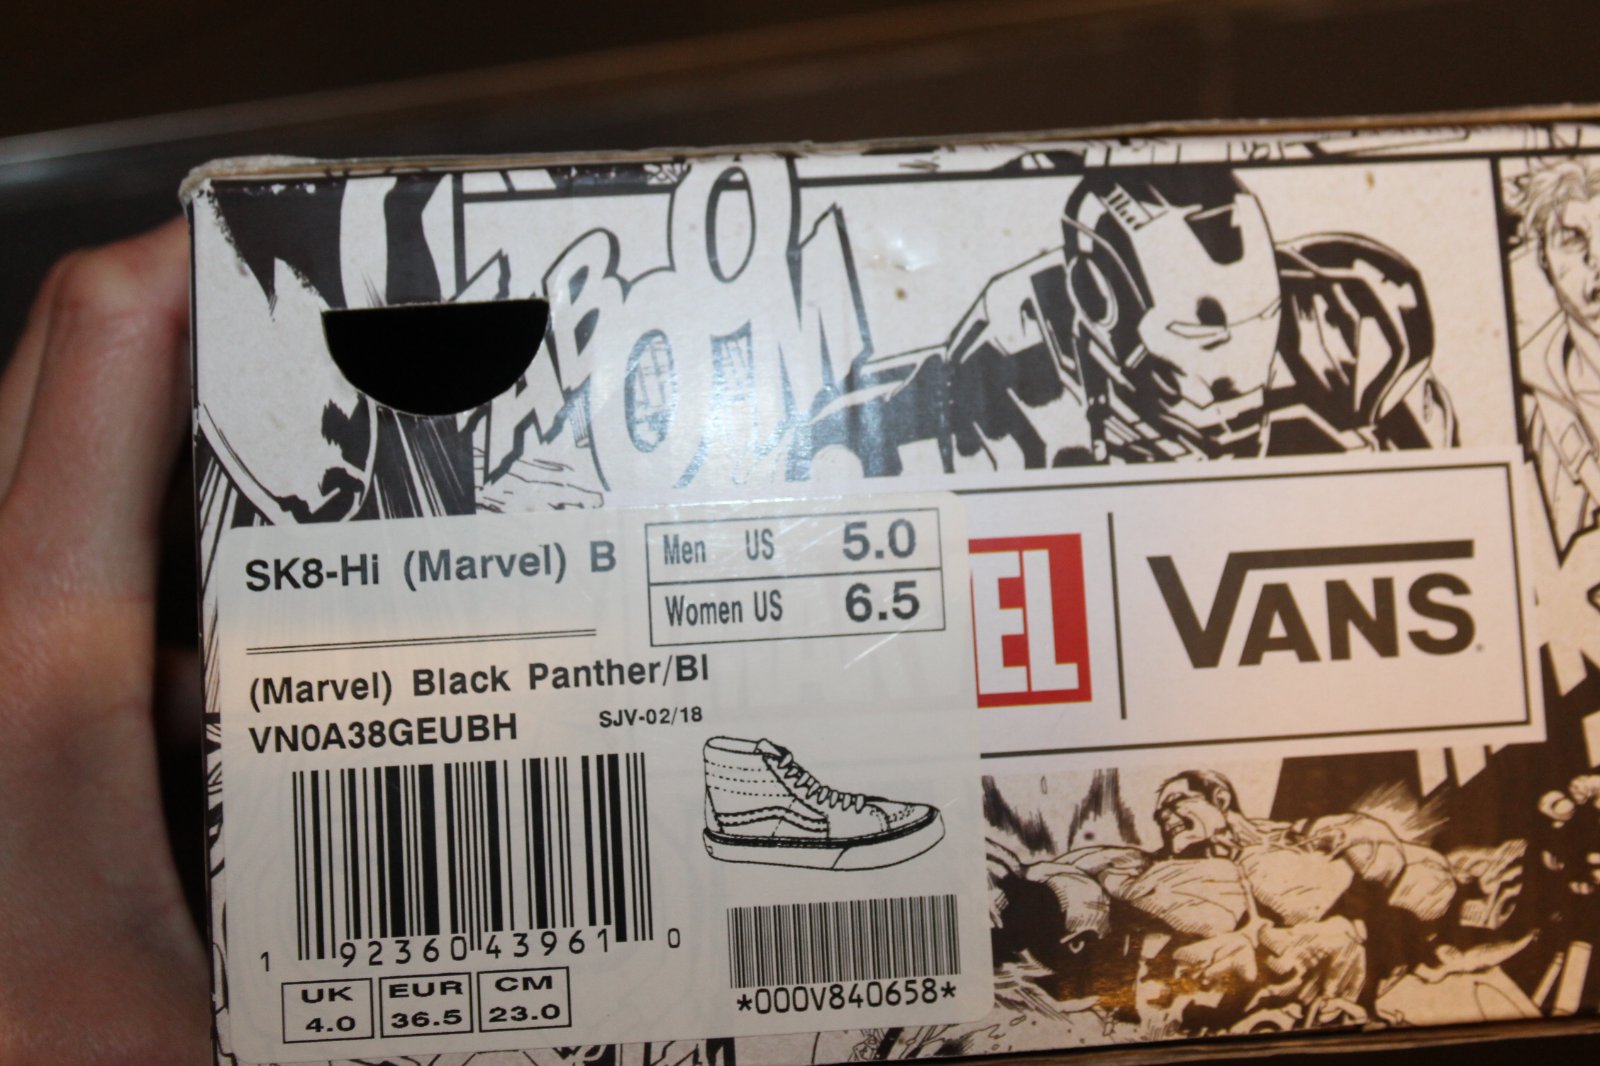 KABOOM
SK8-Hi (Marvel) B
Men US 5.0
Women US 6.5
EL
VANS
(Marvel) Black Panther/Bl
VN0A38GEUBH
SJV-02/18
1 92360 43961 0
*000V840658*
UK EUR CM
4.0 36.5 23.0